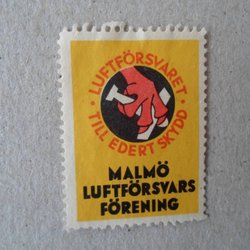 • LUFTFÖRSVARET •
TILL EDERT SKYDD
MALMÖ
LUFTFÖRSVARS
FÖRENING